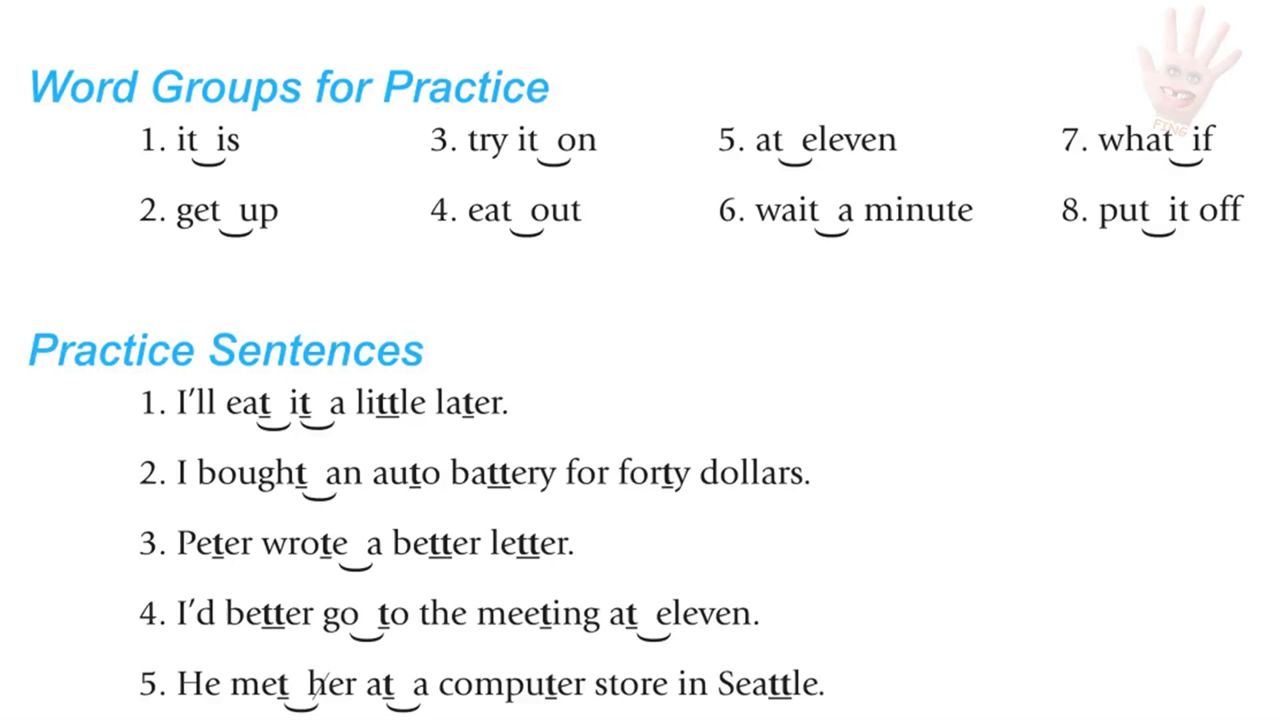 Word Groups for Practice
1. it is 3. try it on 5. at eleven 7. what if
2. get up 4. eat out 6. wait a minute 8. put it off
Practice Sentences
1. I'll eat it a little later.
2. I bought an auto battery for forty dollars.
3. Peter wrote a better letter.
4. I'd better go to the meeting at eleven.
5. He met her at a computer store in Seattle.
FING